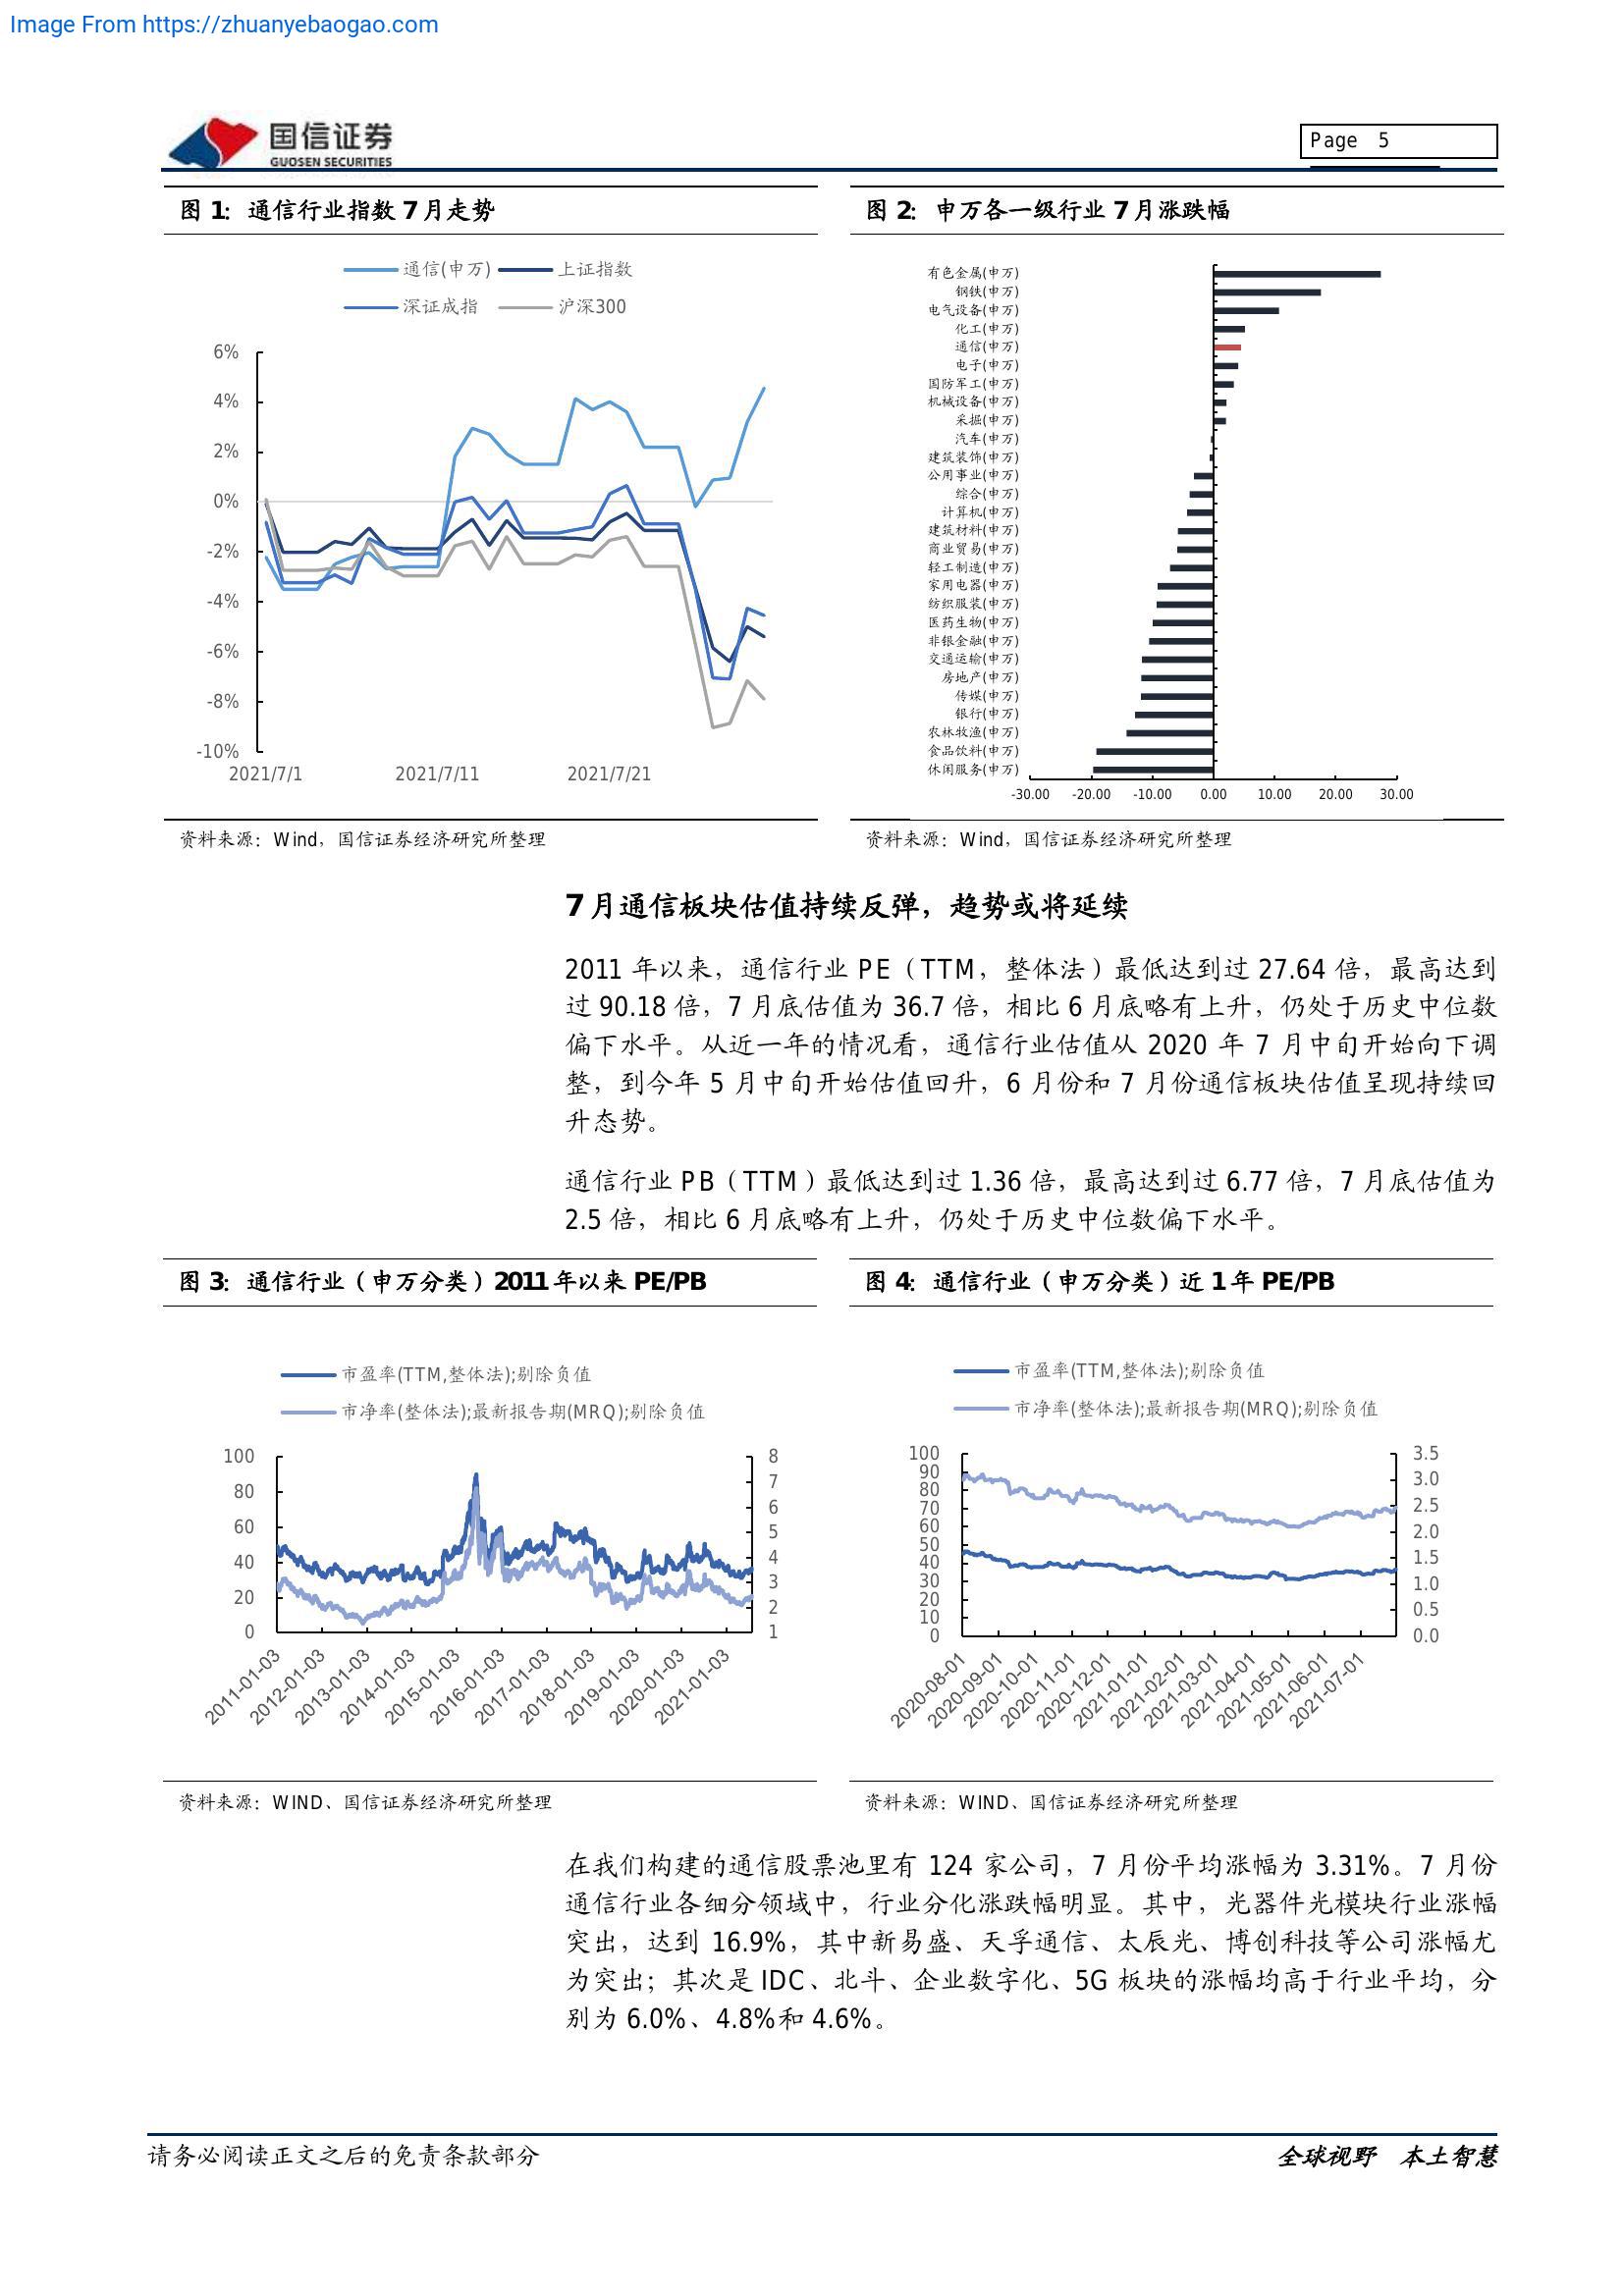 Image From https://zhuanyebaogao.com
国信证券
GUOSEN SECURITIES
Page 5
图 1：通信行业指数 7 月走势
通信(申万) 上证指数
深证成指 沪深300
6%
4%
2%
0%
-2%
-4%
-6%
-8%
-10%
2021/7/1 2021/7/11 2021/7/21
资料来源：Wind，国信证券经济研究所整理
图 2：申万各一级行业 7 月涨跌幅
有色金属(申万)
钢铁(申万)
电气设备(申万)
化工(申万)
通信(申万)
电子(申万)
国防军工(申万)
机械设备(申万)
采掘(申万)
汽车(申万)
建筑装饰(申万)
公用事业(申万)
综合(申万)
计算机(申万)
建筑材料(申万)
商业贸易(申万)
轻工制造(申万)
家用电器(申万)
纺织服装(申万)
医药生物(申万)
非银金融(申万)
交通运输(申万)
房地产(申万)
传媒(申万)
银行(申万)
农林牧渔(申万)
食品饮料(申万)
休闲服务(申万)
-30.00 -20.00 -10.00 0.00 10.00 20.00 30.00
资料来源：Wind，国信证券经济研究所整理
7 月通信板块估值持续反弹，趋势或将延续
2011 年以来，通信行业 PE（TTM，整体法）最低达到过 27.64 倍，最高达到
过 90.18 倍，7 月底估值为 36.7 倍，相比 6 月底略有上升，仍处于历史中位数
偏下水平。从近一年的情况看，通信行业估值从 2020 年 7 月中旬开始向下调
整，到今年 5 月中旬开始估值回升，6 月份和 7 月份通信板块估值呈现持续回
升态势。
通信行业 PB（TTM）最低达到过 1.36 倍，最高达到过 6.77 倍，7 月底估值为
2.5 倍，相比 6 月底略有上升，仍处于历史中位数偏下水平。
图 3：通信行业（申万分类）2011 年以来 PE/PB
市盈率(TTM,整体法);剔除负值
市净率(整体法);最新报告期(MRQ);剔除负值
100
80
60
40
20
0
8
7
6
5
4
3
2
1
2011-01-03
2012-01-03
2013-01-03
2014-01-03
2015-01-03
2016-01-03
2017-01-03
2018-01-03
2019-01-03
2020-01-03
2021-01-03
资料来源：WIND、国信证券经济研究所整理
图 4：通信行业（申万分类）近 1 年 PE/PB
市盈率(TTM,整体法);剔除负值
市净率(整体法);最新报告期(MRQ);剔除负值
100
90
80
70
60
50
40
30
20
10
0
3.5
3.0
2.5
2.0
1.5
1.0
0.5
0.0
2020-08-01
2020-09-01
2020-10-01
2020-11-01
2020-12-01
2021-01-01
2021-02-01
2021-03-01
2021-04-01
2021-05-01
2021-06-01
2021-07-01
资料来源：WIND、国信证券经济研究所整理
在我们构建的通信股票池里有 124 家公司，7 月份平均涨幅为 3.31%。7 月份
通信行业各细分领域中，行业分化涨跌幅明显。其中，光器件光模块行业涨幅
突出，达到 16.9%，其中新易盛、天孚通信、太辰光、博创科技等公司涨幅尤
为突出；其次是 IDC、北斗、企业数字化、5G 板块的涨幅均高于行业平均，分
别为 6.0%、4.8%和 4.6%。
请务必阅读正文之后的免责条款部分
全球视野 本土智慧